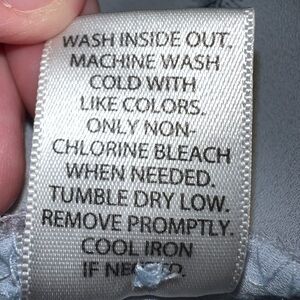 WASH INSIDE OUT.
MACHINE WASH
COLD WITH
LIKE COLORS.
ONLY NON-
CHLORINE BLEACH
WHEN NEEDED.
TUMBLE DRY LOW.
REMOVE PROMPTLY.
COOL IRON
IF NEEDED.